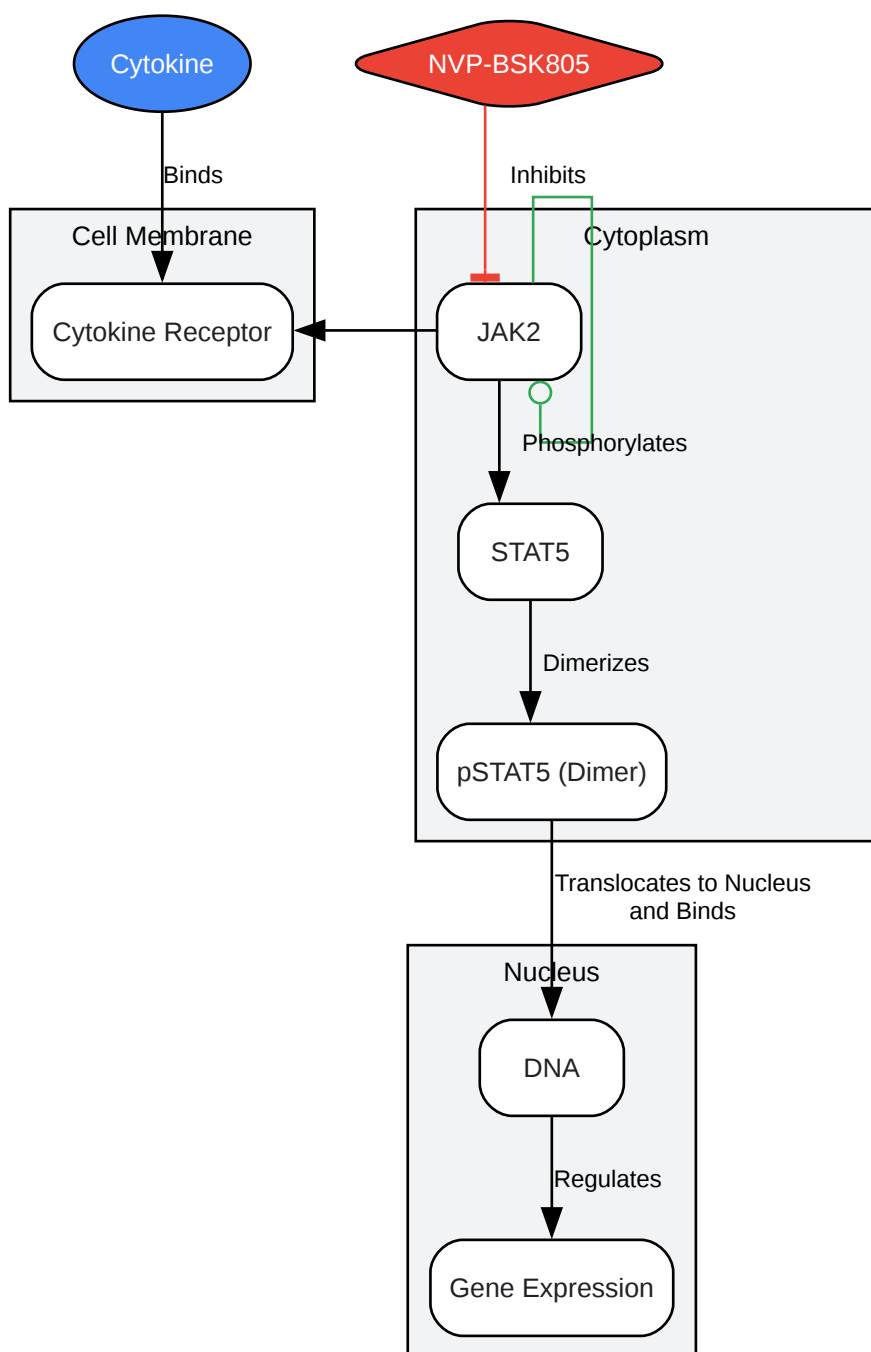 Cytokine
NVP-BSK805
Binds
Inhibits
Cell Membrane
Cytoplasm
Cytokine Receptor
JAK2
Phosphorylates
STAT5
Dimerizes
pSTAT5 (Dimer)
Translocates to Nucleus
and Binds
Nucleus
DNA
Regulates
Gene Expression